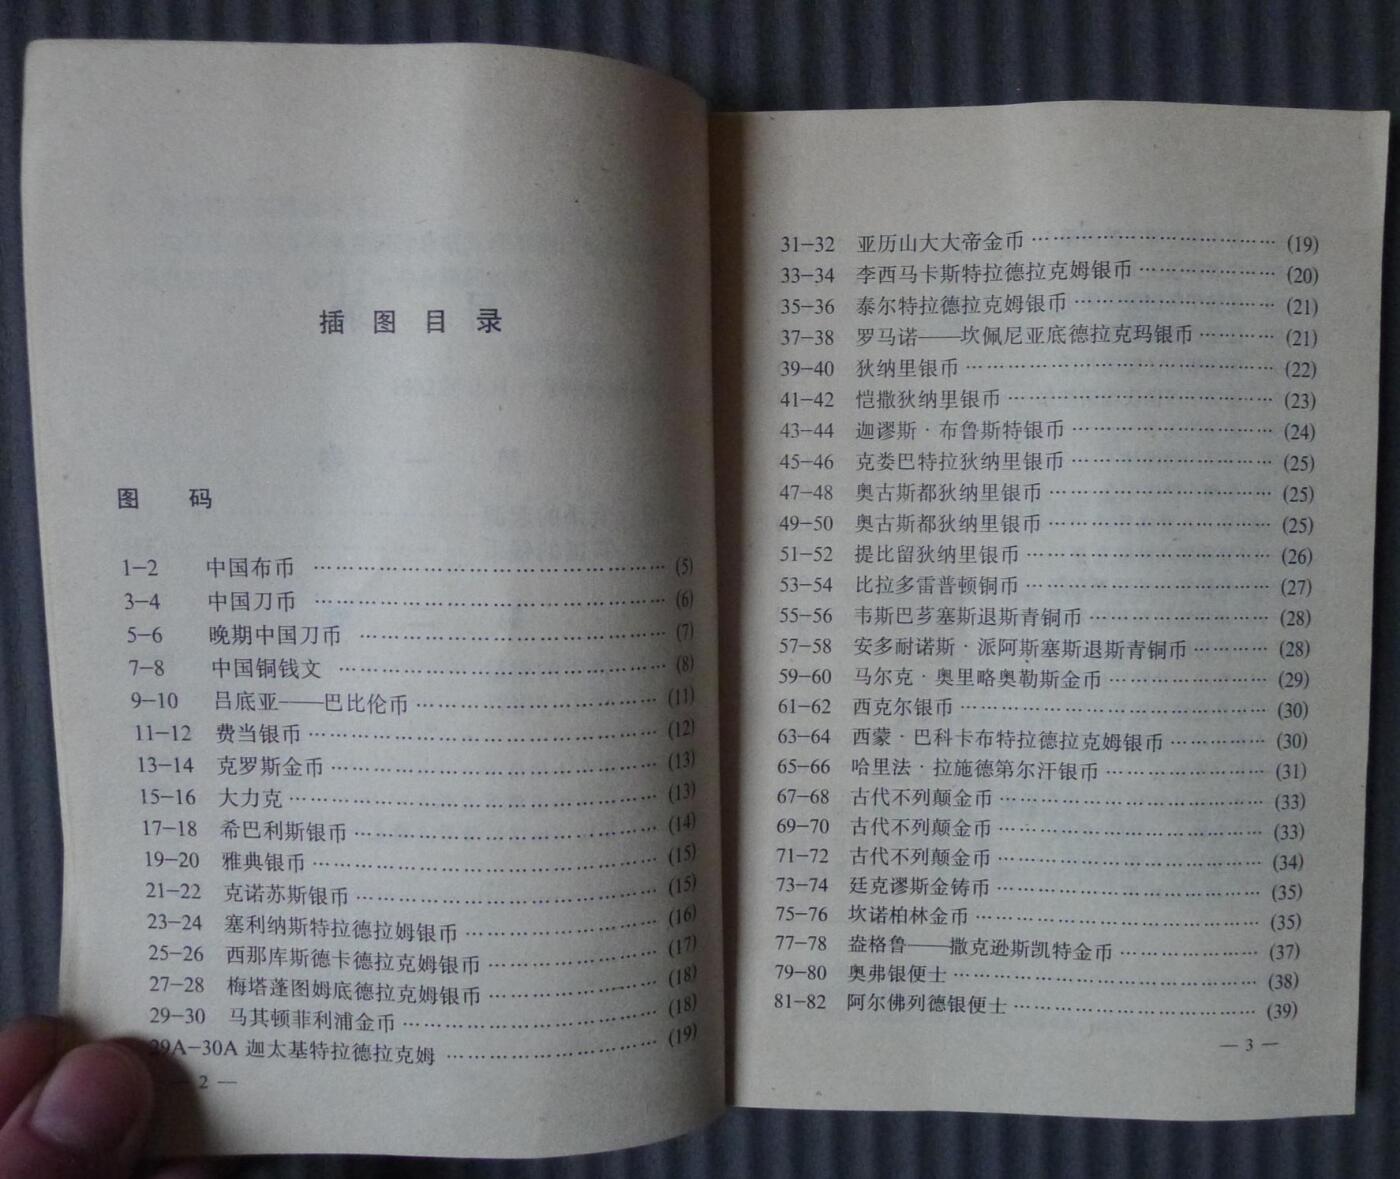 插图目录
图码
1-2 中国布币 ……………………………………… (5)
3-4 中国刀币 ……………………………………… (6)
5-6 晚期中国刀币 ………………………………… (7)
7-8 中国铜钱文 …………………………………… (8)
9-10 吕底亚——巴比伦币 ………………………… (11)
11-12 费当银币 …………………………………… (12)
13-14 克罗斯金币 ………………………………… (13)
15-16 大力克 ……………………………………… (13)
17-18 希巴利斯银币 ……………………………… (14)
19-20 雅典银币 …………………………………… (15)
21-22 克诺苏斯银币 ……………………………… (15)
23-24 塞利纳斯特拉德拉姆银币 ………………… (16)
25-26 西那库斯德卡德拉克姆银币 ……………… (17)
27-28 梅塔蓬图姆底德拉克姆银币 ……………… (18)
29-30 马其顿菲利浦金币 ………………………… (18)
29A-30A 迦太基特拉德拉克姆 …………………… (19)
— 2 —
31-32 亚历山大大帝金币 ………………………… (19)
33-34 李西马卡斯特拉德拉克姆银币 …………… (20)
35-36 泰尔特拉德拉克姆银币 …………………… (21)
37-38 罗马诺——坎佩尼亚底德拉克玛银币 ……… (21)
39-40 狄纳里银币 ………………………………… (22)
41-42 恺撒狄纳里银币 …………………………… (23)
43-44 迦谬斯·布鲁斯特银币 …………………… (24)
45-46 克娄巴特拉狄纳里银币 …………………… (25)
47-48 奥古斯都狄纳里银币 ……………………… (25)
49-50 奥古斯都狄纳里银币 ……………………… (25)
51-52 提比留狄纳里银币 ………………………… (26)
53-54 比拉多雷普顿铜币 ………………………… (27)
55-56 韦斯巴芗塞斯退斯青铜币 ………………… (28)
57-58 安多耐诺斯·派阿斯塞斯退斯青铜币 ……… (28)
59-60 马尔克·奥里略奥勒斯金币 ……………… (29)
61-62 西克尔银币 ………………………………… (30)
63-64 西蒙·巴科卡布特拉德拉克姆银币 ……… (30)
65-66 哈里法·拉施德第尔汗银币 ……………… (31)
67-68 古代不列颠金币 …………………………… (33)
69-70 古代不列颠金币 …………………………… (33)
71-72 古代不列颠金币 …………………………… (34)
73-74 廷克谬斯金铸币 …………………………… (35)
75-76 坎诺柏林金币 ……………………………… (35)
77-78 盎格鲁——撒克逊斯凯特金币 …………… (37)
79-80 奥弗银便士 ………………………………… (38)
81-82 阿尔佛列德银便士 ………………………… (39)
— 3 —